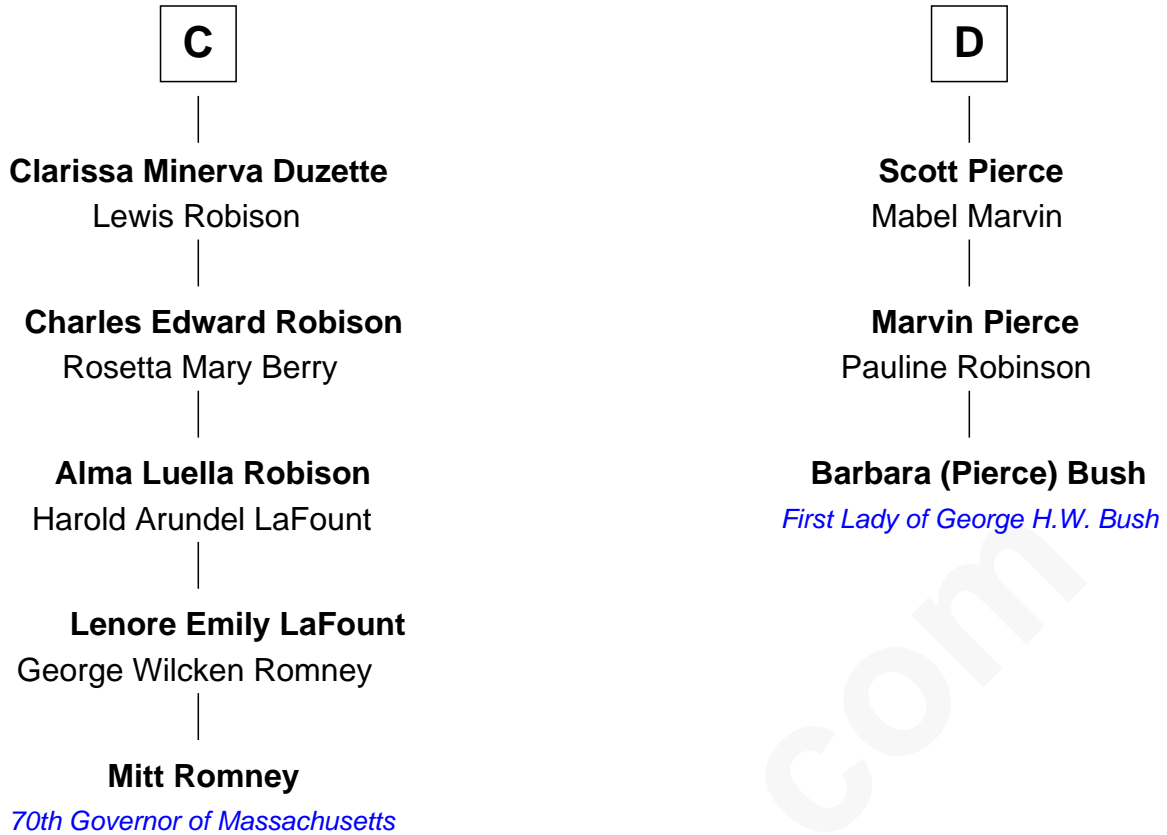 C
Clarissa Minerva Duzette
Lewis Robison
Charles Edward Robison
Rosetta Mary Berry
Alma Luella Robison
Harold Arundel LaFount
Lenore Emily LaFount
George Wilcken Romney
Mitt Romney
70th Governor of Massachusetts
D
Scott Pierce
Mabel Marvin
Marvin Pierce
Pauline Robinson
Barbara (Pierce) Bush
First Lady of George H.W. Bush
com